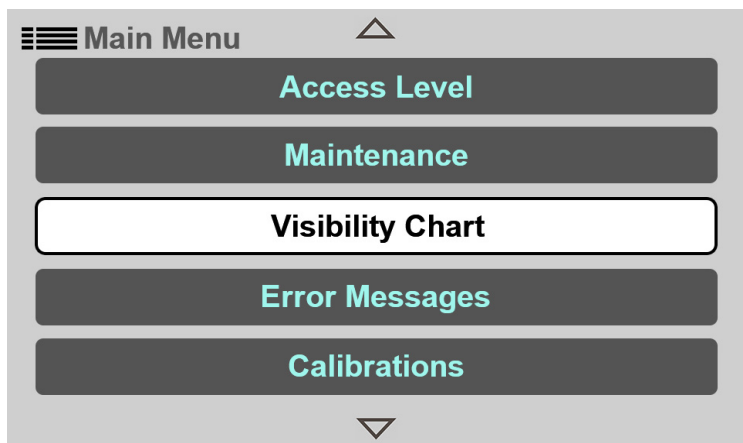 Main Menu
Access Level
Maintenance
Visibility Chart
Error Messages
Calibrations